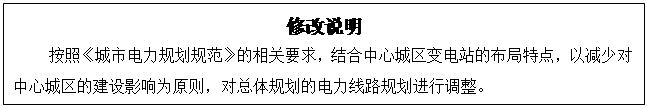 修改说明
按照《城市电力规划规范》的相关要求，结合中心城区变电站的布局特点，以减少对
中心城区的建设影响为原则，对总体规划的电力线路规划进行调整。